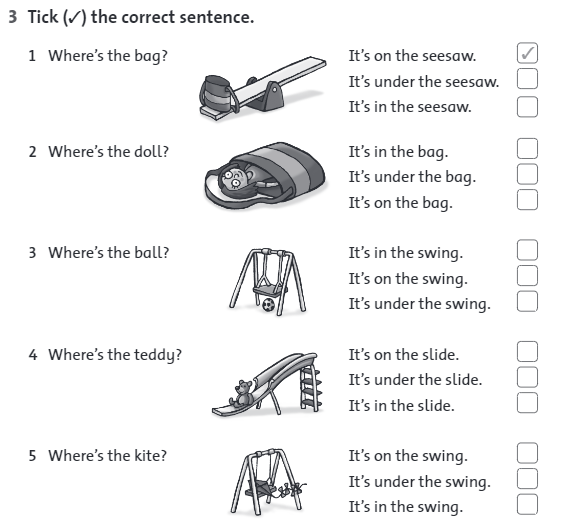 3 Tick (✓) the correct sentence.
1 Where's the bag?
It's on the seesaw. ✓
It's under the seesaw.
It's in the seesaw.
2 Where's the doll?
It's in the bag.
It's under the bag.
It's on the bag.
3 Where's the ball?
It's in the swing.
It's on the swing.
It's under the swing.
4 Where's the teddy?
It's on the slide.
It's under the slide.
It's in the slide.
5 Where's the kite?
It's on the swing.
It's under the swing.
It's in the swing.